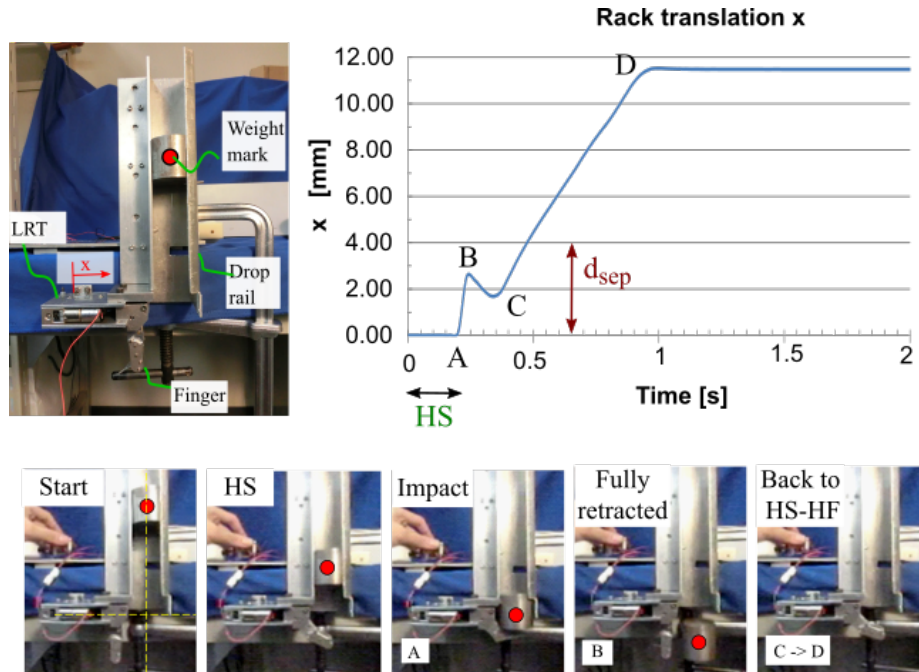 Rack translation x
Weight
mark
LRT
x
Drop
rail
Finger
12.00
10.00
8.00
6.00
4.00
2.00
0.00
x [mm]
A
B
C
D
d_sep
0
0.5
1
1.5
2
Time [s]
HS
Start
HS
Impact
A
Fully
retracted
B
Back to
HS-HF
C -> D